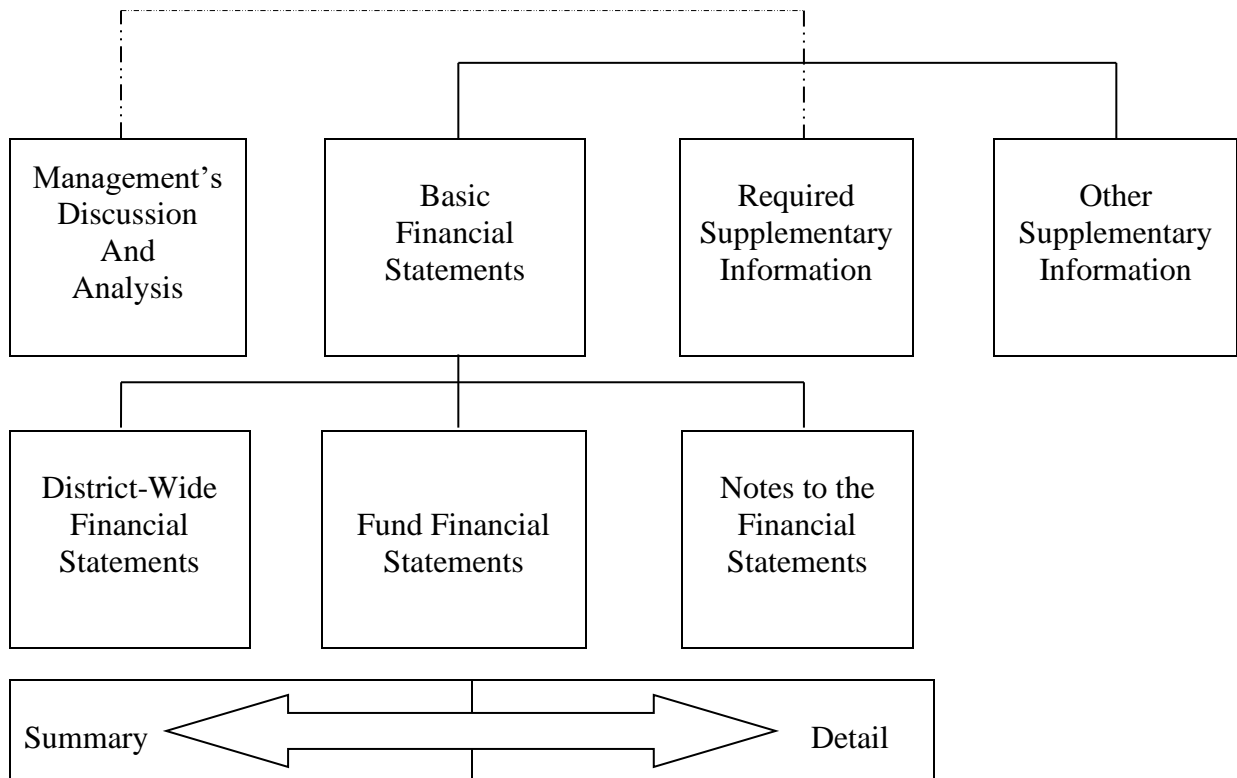 Management’s
Discussion
And
Analysis
Basic
Financial
Statements
Required
Supplementary
Information
Other
Supplementary
Information
District-Wide
Financial
Statements
Fund Financial
Statements
Notes to the
Financial
Statements
Summary
Detail